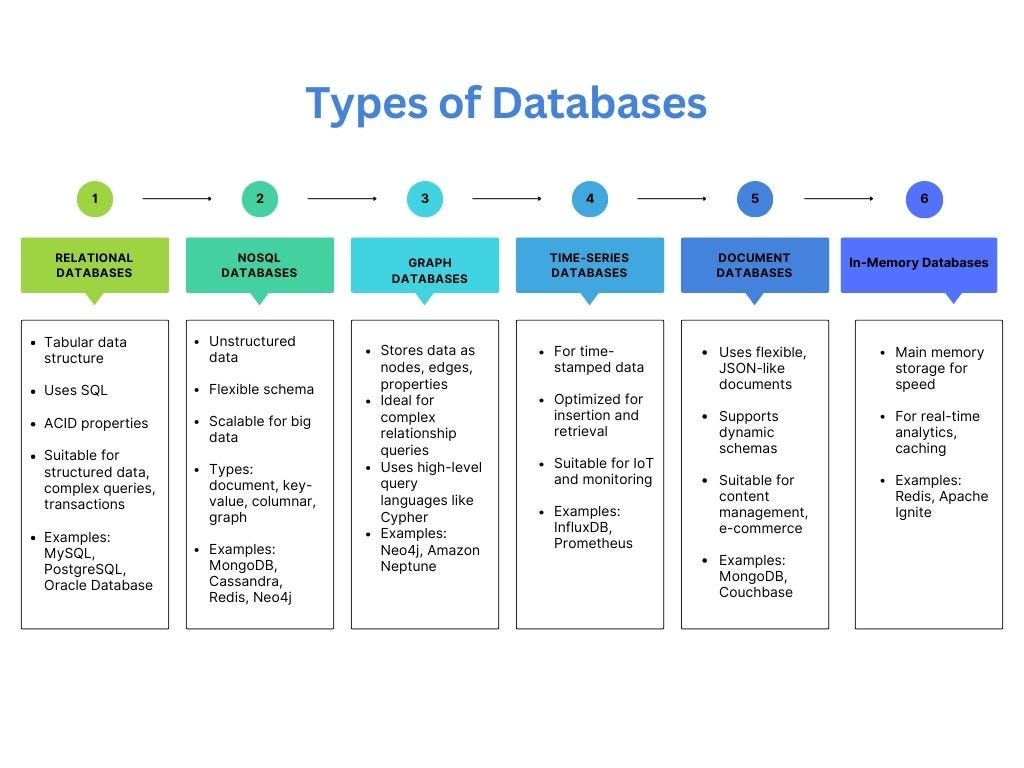 Types of Databases
1
2
3
4
5
6
RELATIONAL
DATABASES
NOSQL
DATABASES
GRAPH
DATABASES
TIME-SERIES
DATABASES
DOCUMENT
DATABASES
In-Memory Databases
• Tabular data
structure
• Uses SQL
• ACID properties
• Suitable for
structured data,
complex queries,
transactions
• Examples:
MySQL,
PostgreSQL,
Oracle Database
• Unstructured
data
• Flexible schema
• Scalable for big
data
• Types:
document, key-
value, columnar,
graph
• Examples:
MongoDB,
Cassandra,
Redis, Neo4j
• Stores data as
nodes, edges,
properties
• Ideal for
complex
relationship
queries
• Uses high-level
query
languages like
Cypher
• Examples:
Neo4j, Amazon
Neptune
• For time-
stamped data
• Optimized for
insertion and
retrieval
• Suitable for IoT
and monitoring
• Examples:
InfluxDB,
Prometheus
• Uses flexible,
JSON-like
documents
• Supports
dynamic
schemas
• Suitable for
content
management,
e-commerce
• Examples:
MongoDB,
Couchbase
• Main memory
storage for
speed
• For real-time
analytics,
caching
• Examples:
Redis, Apache
Ignite